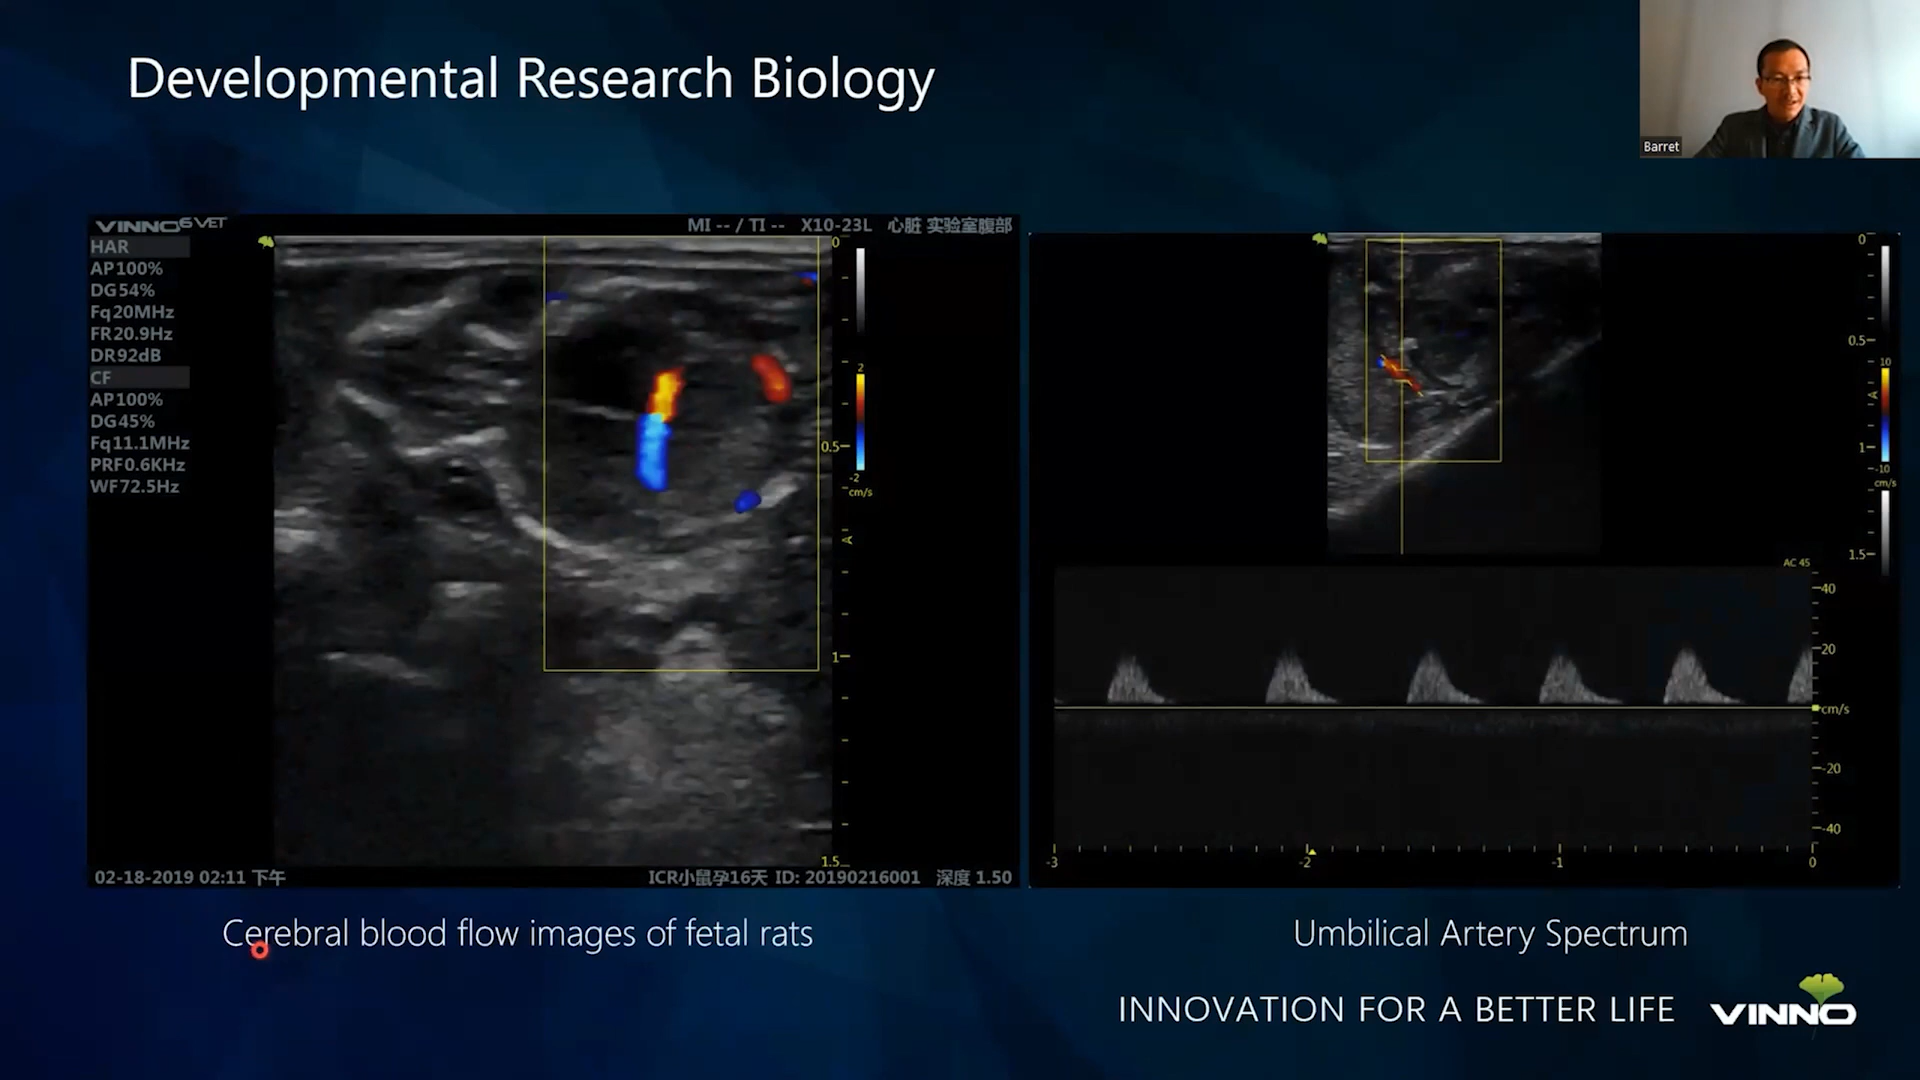 Developmental Research Biology
Barret
VINNO6VET
MI -- / TI -- X10-23L 心脏 实验室腹部
HAR
AP100%
DG54%
Fq20MHz
FR20.9Hz
DR92dB
CF
AP100%
DG45%
Fq11.1MHz
PRF0.6KHz
WF72.5Hz
0
2
0.5
-2
cm/s
A
1
1.5
02-18-2019 02:11 下午
ICR小鼠孕16天 ID: 20190216001 深度 1.50
0
0.5
10
A
1
-10
cm/s
1.5
AC 45
40
20
cm/s
-20
-40
-3 -2 -1 0
Cerebral blood flow images of fetal rats
Umbilical Artery Spectrum
INNOVATION FOR A BETTER LIFE
VINNO